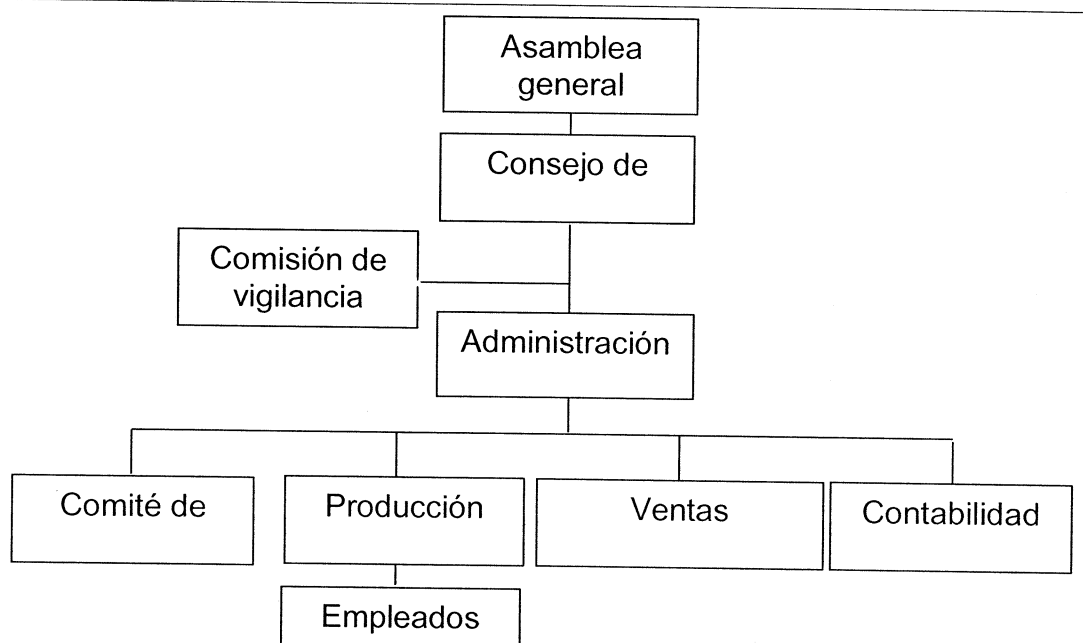 Asamblea
general
Consejo de
Comisión de
vigilancia
Administración
Comité de
Producción
Ventas
Contabilidad
Empleados